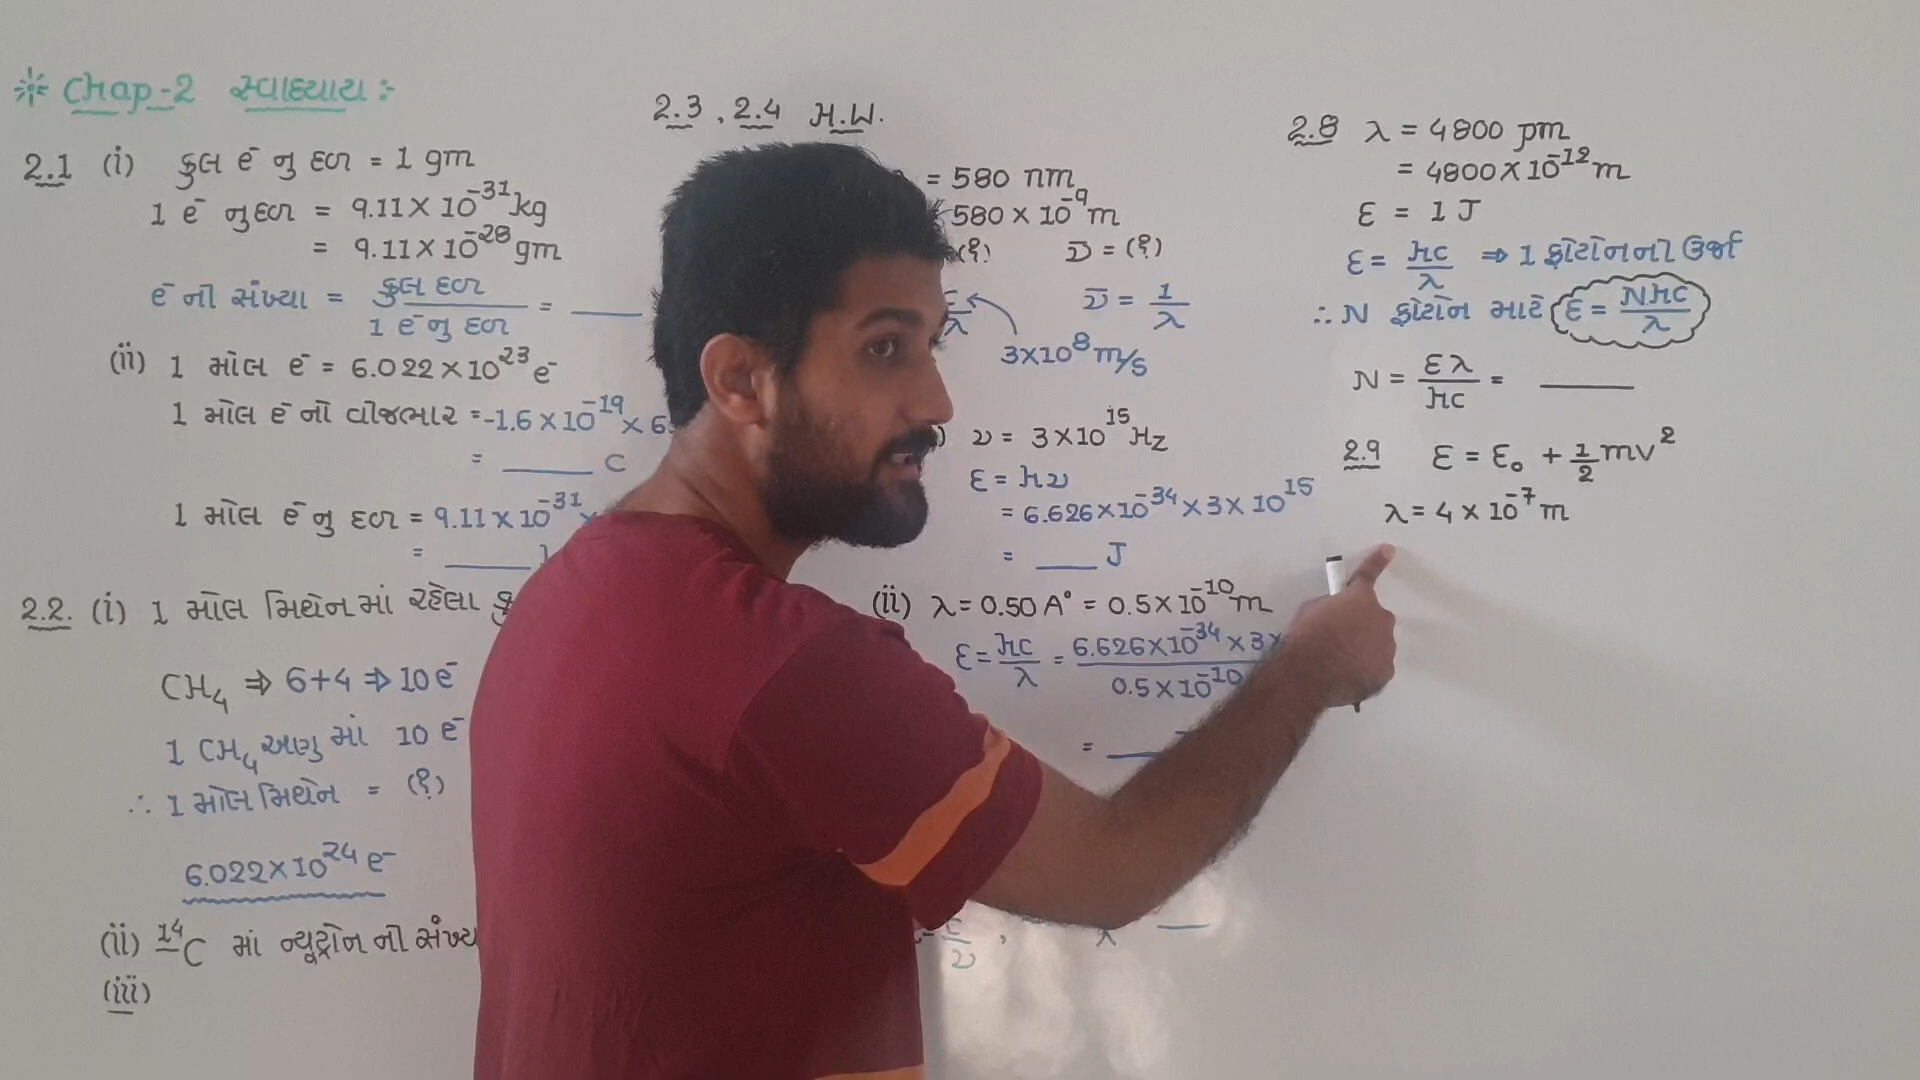 * Chap-2 સ્વાધ્યાય :-
2.1 (i) કુલ e⁻ નુ દળ = 1 gm
1 e⁻ નુ દળ = 9.11 × 10⁻³¹ kg
= 9.11 × 10⁻²⁸ gm
e⁻ ની સંખ્યા = કુલ દળ / 1 e⁻ નુ દળ = ____
(ii) 1 મોલ e⁻ = 6.022 × 10²³ e⁻
1 મોલ e⁻ નો વીજભાર = -1.6 × 10⁻¹⁹ × 6
= ____ C
1 મોલ e⁻ નુ દળ = 9.11 × 10⁻³¹ ×
= ____
2.2. (i) 1 મોલ મિથેન માં રહેલા
CH₄ ⇒ 6+4 ⇒ 10 e⁻
1 CH₄ અણુ માં 10 e⁻
∴ 1 મોલ મિથેન = (?)
6.022 × 10²⁴ e⁻
(ii) ¹⁴C માં ન્યૂટ્રોન ની
(iii)
2.3 , 2.4 H.W.
= 580 nm
580 × 10⁻⁹ m
(?) ν̄ = (?)
/λ ν̄ = 1/λ
3×10⁸ m/s
) ν = 3 × 10¹⁵ Hz
E = hν
= 6.626 × 10⁻³⁴ × 3 × 10¹⁵
= ____ J
(ii) λ = 0.50 A° = 0.5 × 10⁻¹⁰ m
E = hc/λ = 6.626 × 10⁻³⁴ × 3 × / 0.5 × 10⁻¹⁰
= ____
= c/ν , λ ____
2.8 λ = 4800 pm
= 4800 × 10⁻¹² m
E = 1 J
E = hc/λ ⇒ 1 ફોટોનની ઉર્જા
∴ N ફોટોન માટે E = Nhc/λ
N = Eλ/hc = ____
2.9 E = E₀ + 1/2 mv²
λ = 4 × 10⁻⁷ m